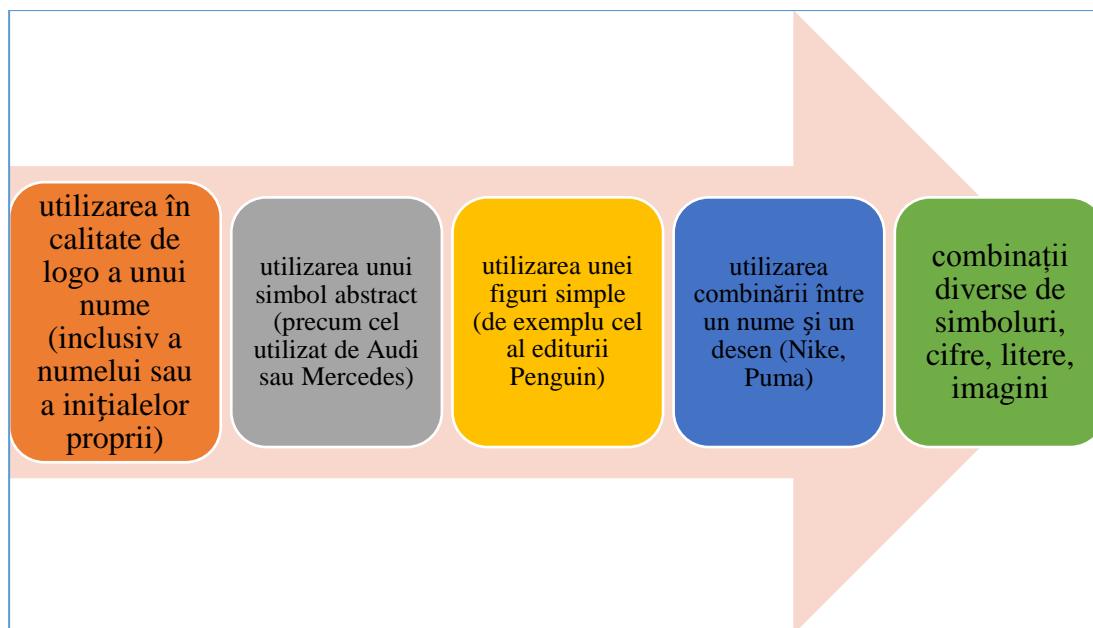 utilizarea în
calitate de
logo a unui
nume
(inclusiv a
numelui sau
a inițialelor
proprii)
utilizarea unui
simbol abstract
(precum cel
utilizat de Audi
sau Mercedes)
utilizarea unei
figuri simple
(de exemplu cel
al editurii
Penguin)
utilizarea
combinării între
un nume și un
desen (Nike,
Puma)
combinații
diverse de
simboluri,
cifre, litere,
imagini